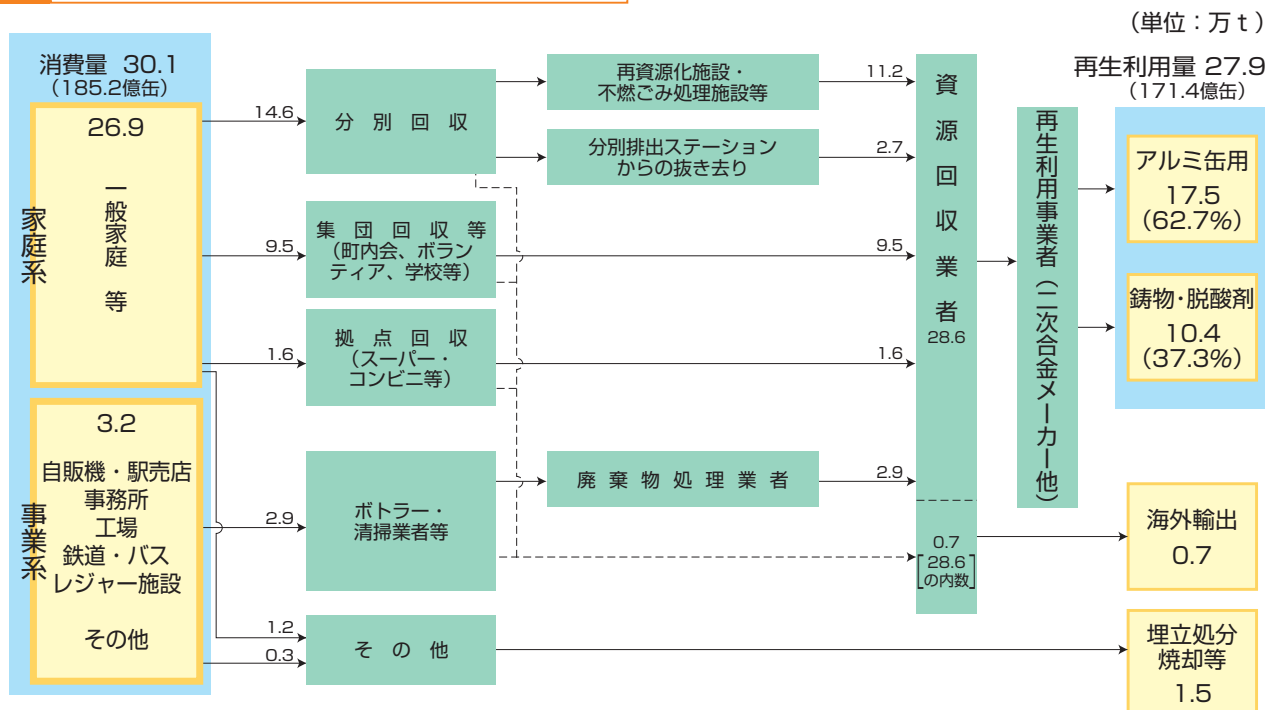 （単位：万ｔ）
消費量 30.1
（185.2億缶）
家庭系
26.9
一般家庭 等
事業系
3.2
自販機・駅売店
事務所
工場
鉄道・バス
レジャー施設
その他
14.6
9.5
1.6
2.9
1.2
0.3
分別回収
集団回収等
（町内会、ボラン
ティア、学校等）
拠点回収
（スーパー・
コンビニ等）
ボトラー・
清掃業者等
その他
再資源化施設・
不燃ごみ処理施設等
分別排出ステーション
からの抜き去り
廃棄物処理業者
11.2
2.7
9.5
1.6
2.9
資源回収業者
28.6
0.7
［28.6］
の内数
再生利用事業者（二次合金メーカー他）
再生利用量 27.9
（171.4億缶）
アルミ缶用
17.5
（62.7%）
鋳物・脱酸剤
10.4
（37.3%）
海外輸出
0.7
埋立処分
焼却等
1.5